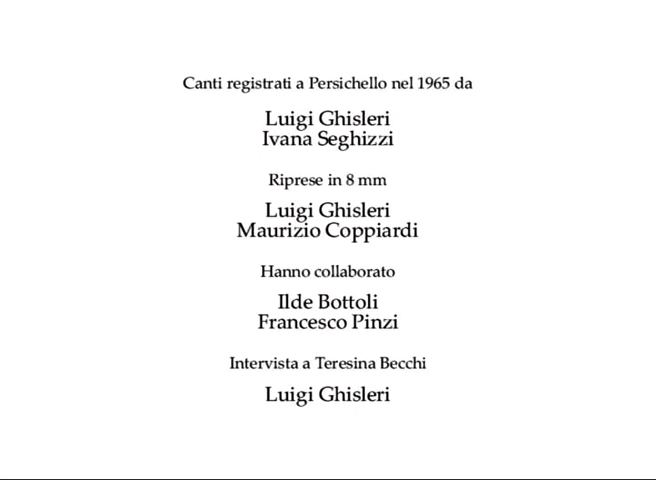 Canti registrati a Persichello nel 1965 da
Luigi Ghisleri
Ivana Seghizzi
Riprese in 8 mm
Luigi Ghisleri
Maurizio Coppiardi
Hanno collaborato
Ilde Bottoli
Francesco Pinzi
Intervista a Teresina Becchi
Luigi Ghisleri